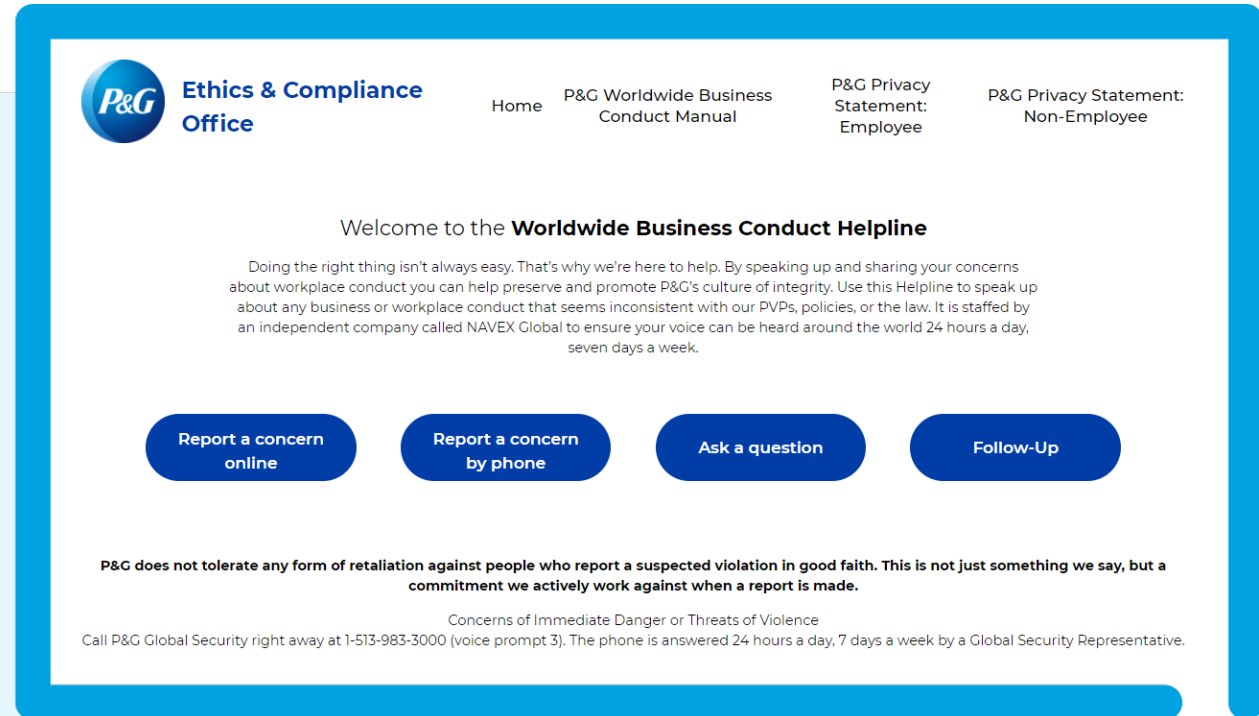 P&G
Ethics & Compliance
Office
Home
P&G Worldwide Business
Conduct Manual
P&G Privacy
Statement:
Employee
P&G Privacy Statement:
Non-Employee
Welcome to the Worldwide Business Conduct Helpline
Doing the right thing isn't always easy. That's why we're here to help. By speaking up and sharing your concerns
about workplace conduct you can help preserve and promote P&G's culture of integrity. Use this Helpline to speak up
about any business or workplace conduct that seems inconsistent with our PVPs, policies, or the law. It is staffed by
an independent company called NAVEX Global to ensure your voice can be heard around the world 24 hours a day,
seven days a week.
Report a concern
online
Report a concern
by phone
Ask a question
Follow-Up
P&G does not tolerate any form of retaliation against people who report a suspected violation in good faith. This is not just something we say, but a
commitment we actively work against when a report is made.
Concerns of Immediate Danger or Threats of Violence
Call P&G Global Security right away at 1-513-983-3000 (voice prompt 3). The phone is answered 24 hours a day, 7 days a week by a Global Security Representative.